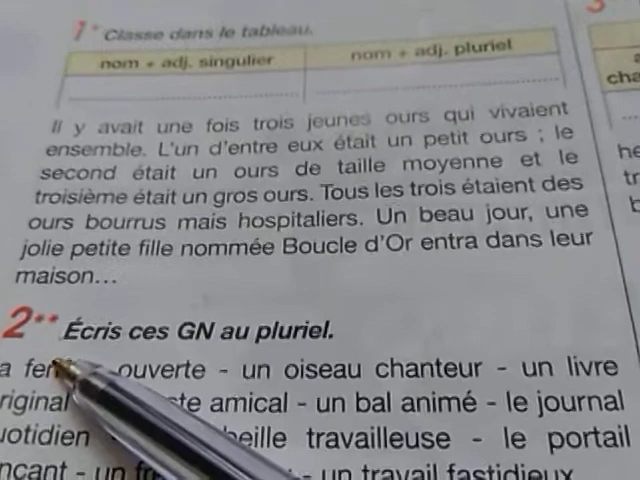 1* Classe dans le tableau.
nom + adj. singulier
nom + adj. pluriel
Il y avait une fois trois jeunes ours qui vivaient
ensemble. L'un d'entre eux était un petit ours ; le
second était un ours de taille moyenne et le
troisième était un gros ours. Tous les trois étaient des
ours bourrus mais hospitaliers. Un beau jour, une
jolie petite fille nommée Boucle d'Or entra dans leur
maison...
2** Écris ces GN au pluriel.
ouverte - un oiseau chanteur - un livre
amical - un bal animé - le journal
travailleuse - le portail
- un travail fastidieux
3